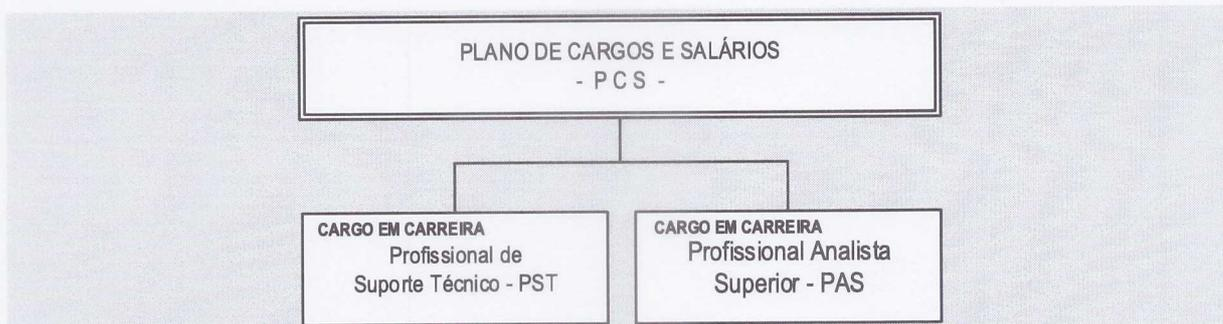 PLANO DE CARGOS E SALÁRIOS
- P C S -
CARGO EM CARREIRA
Profissional de
Suporte Técnico - PST
CARGO EM CARREIRA
Profissional Analista
Superior - PAS